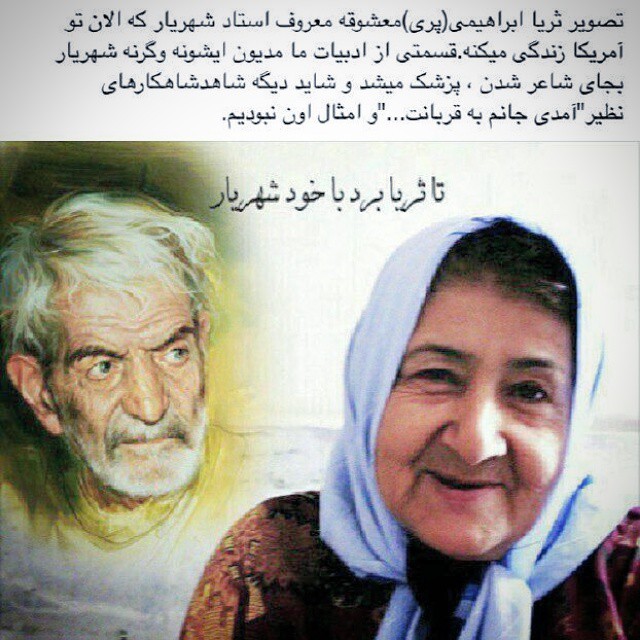 تصویر ثریا ابراهیمی(پری)معشوقه معروف استاد شهریار که الان تو
آمریکا زندگی میکنه.قسمتی از ادبیات ما مدیون ایشونه وگرنه شهریار
بجای شاعر شدن ، پزشک میشد و شاید دیگه شاهدشاهکارهای
نظیر"آمدی جانم به قربانت..."و امثال اون نبودیم.
تا ثریا برد با خود شهریار